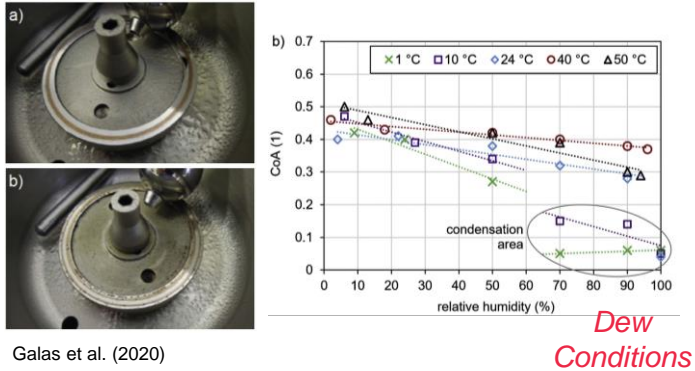 a)
b)
b)
1 °C 10 °C 24 °C 40 °C 50 °C
CoA (1)
0.7
0.6
0.5
0.4
0.3
0.2
0.1
0
condensation
area
0 10 20 30 40 50 60 70 80 90 100
relative humidity (%)
Dew
Conditions
Galas et al. (2020)